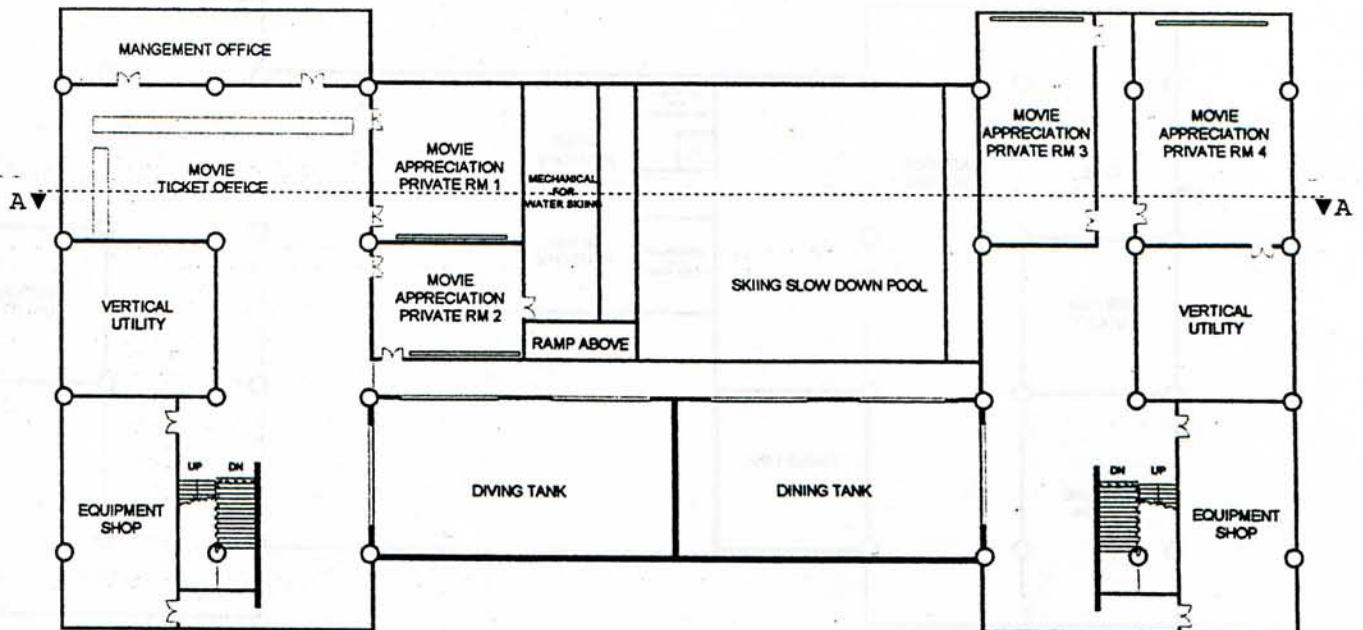 MANGEMENT OFFICE
MOVIE
TICKET OFFICE
A
MOVIE
APPRECIATION
PRIVATE RM 1
MECHANICAL
FOR
WATER SKIING
MOVIE
APPRECIATION
PRIVATE RM 3
MOVIE
APPRECIATION
PRIVATE RM 4
A
VERTICAL
UTILITY
MOVIE
APPRECIATION
PRIVATE RM 2
RAMP ABOVE
SKIING SLOW DOWN POOL
VERTICAL
UTILITY
UP DN
EQUIPMENT
SHOP
DIVING TANK
DINING TANK
DN UP
EQUIPMENT
SHOP